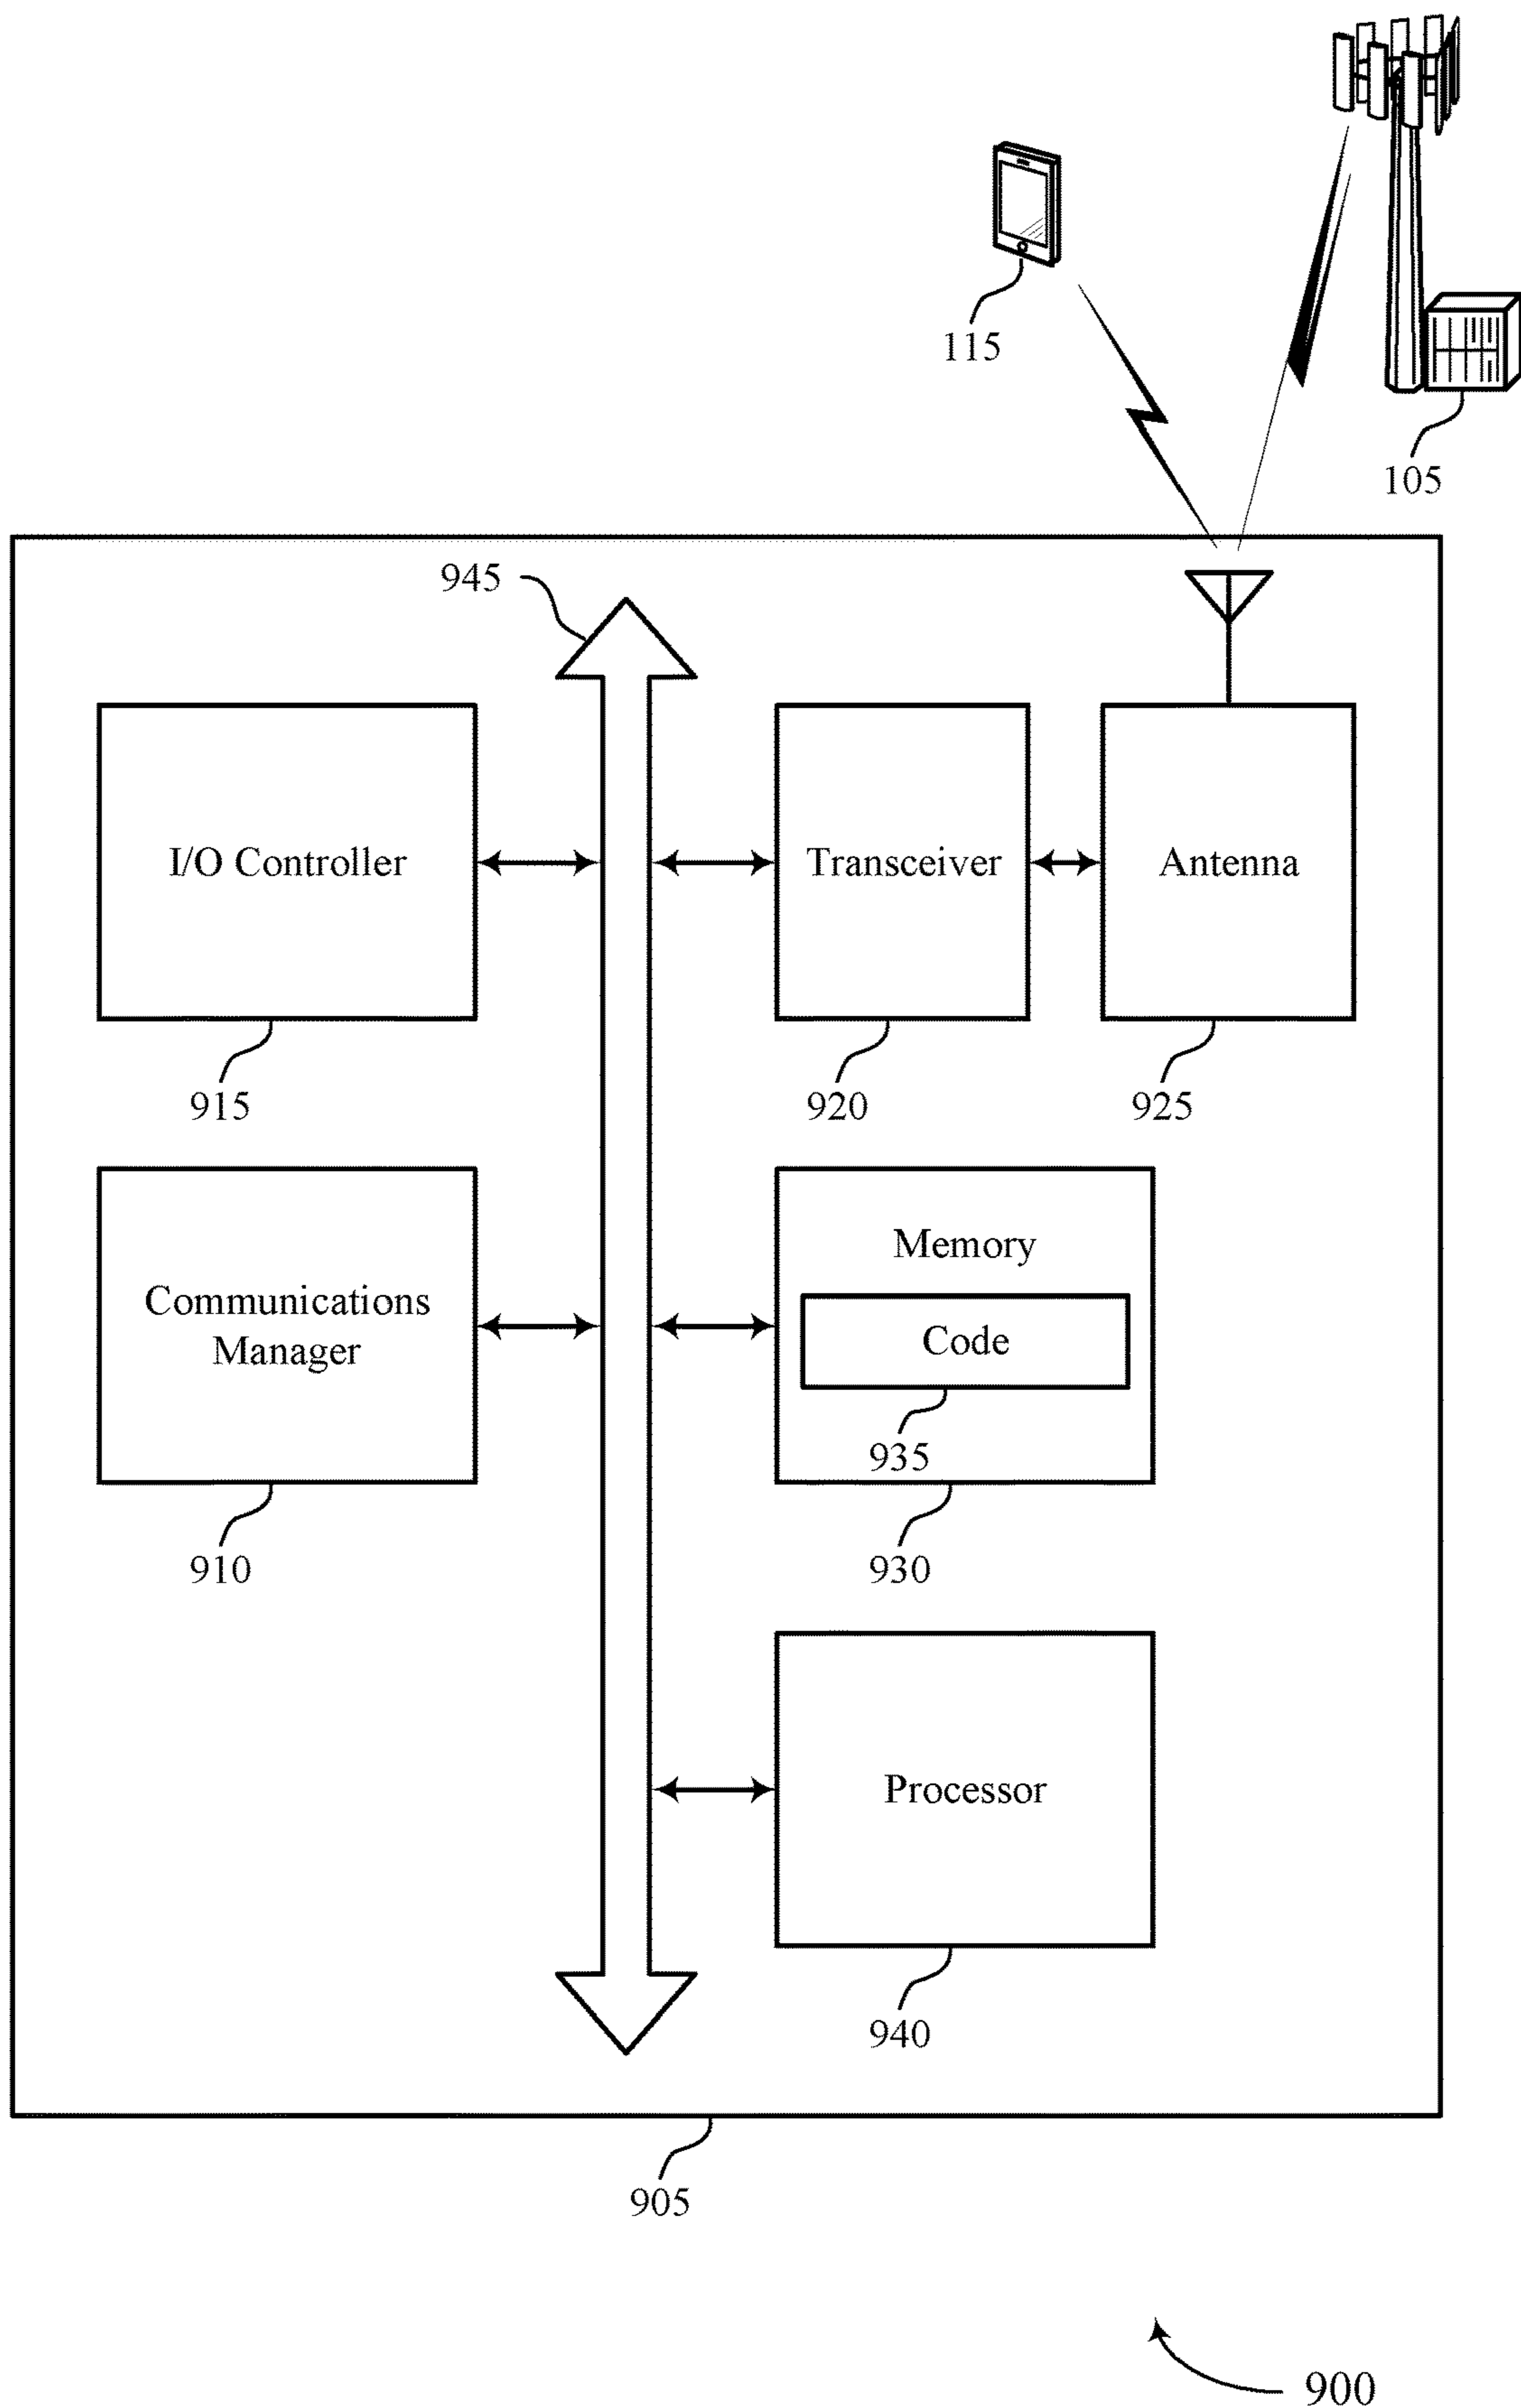 115
105
945
I/O Controller
Transceiver
Antenna
915
920
925
Communications
Manager
Memory
Code
935
910
930
Processor
940
905
900